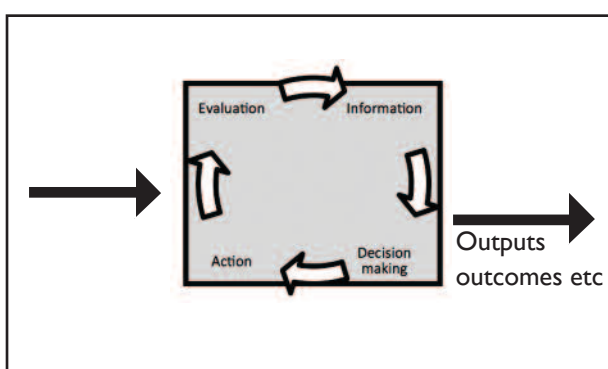 Evaluation
Information
Action
Decision
making
Outputs
outcomes etc